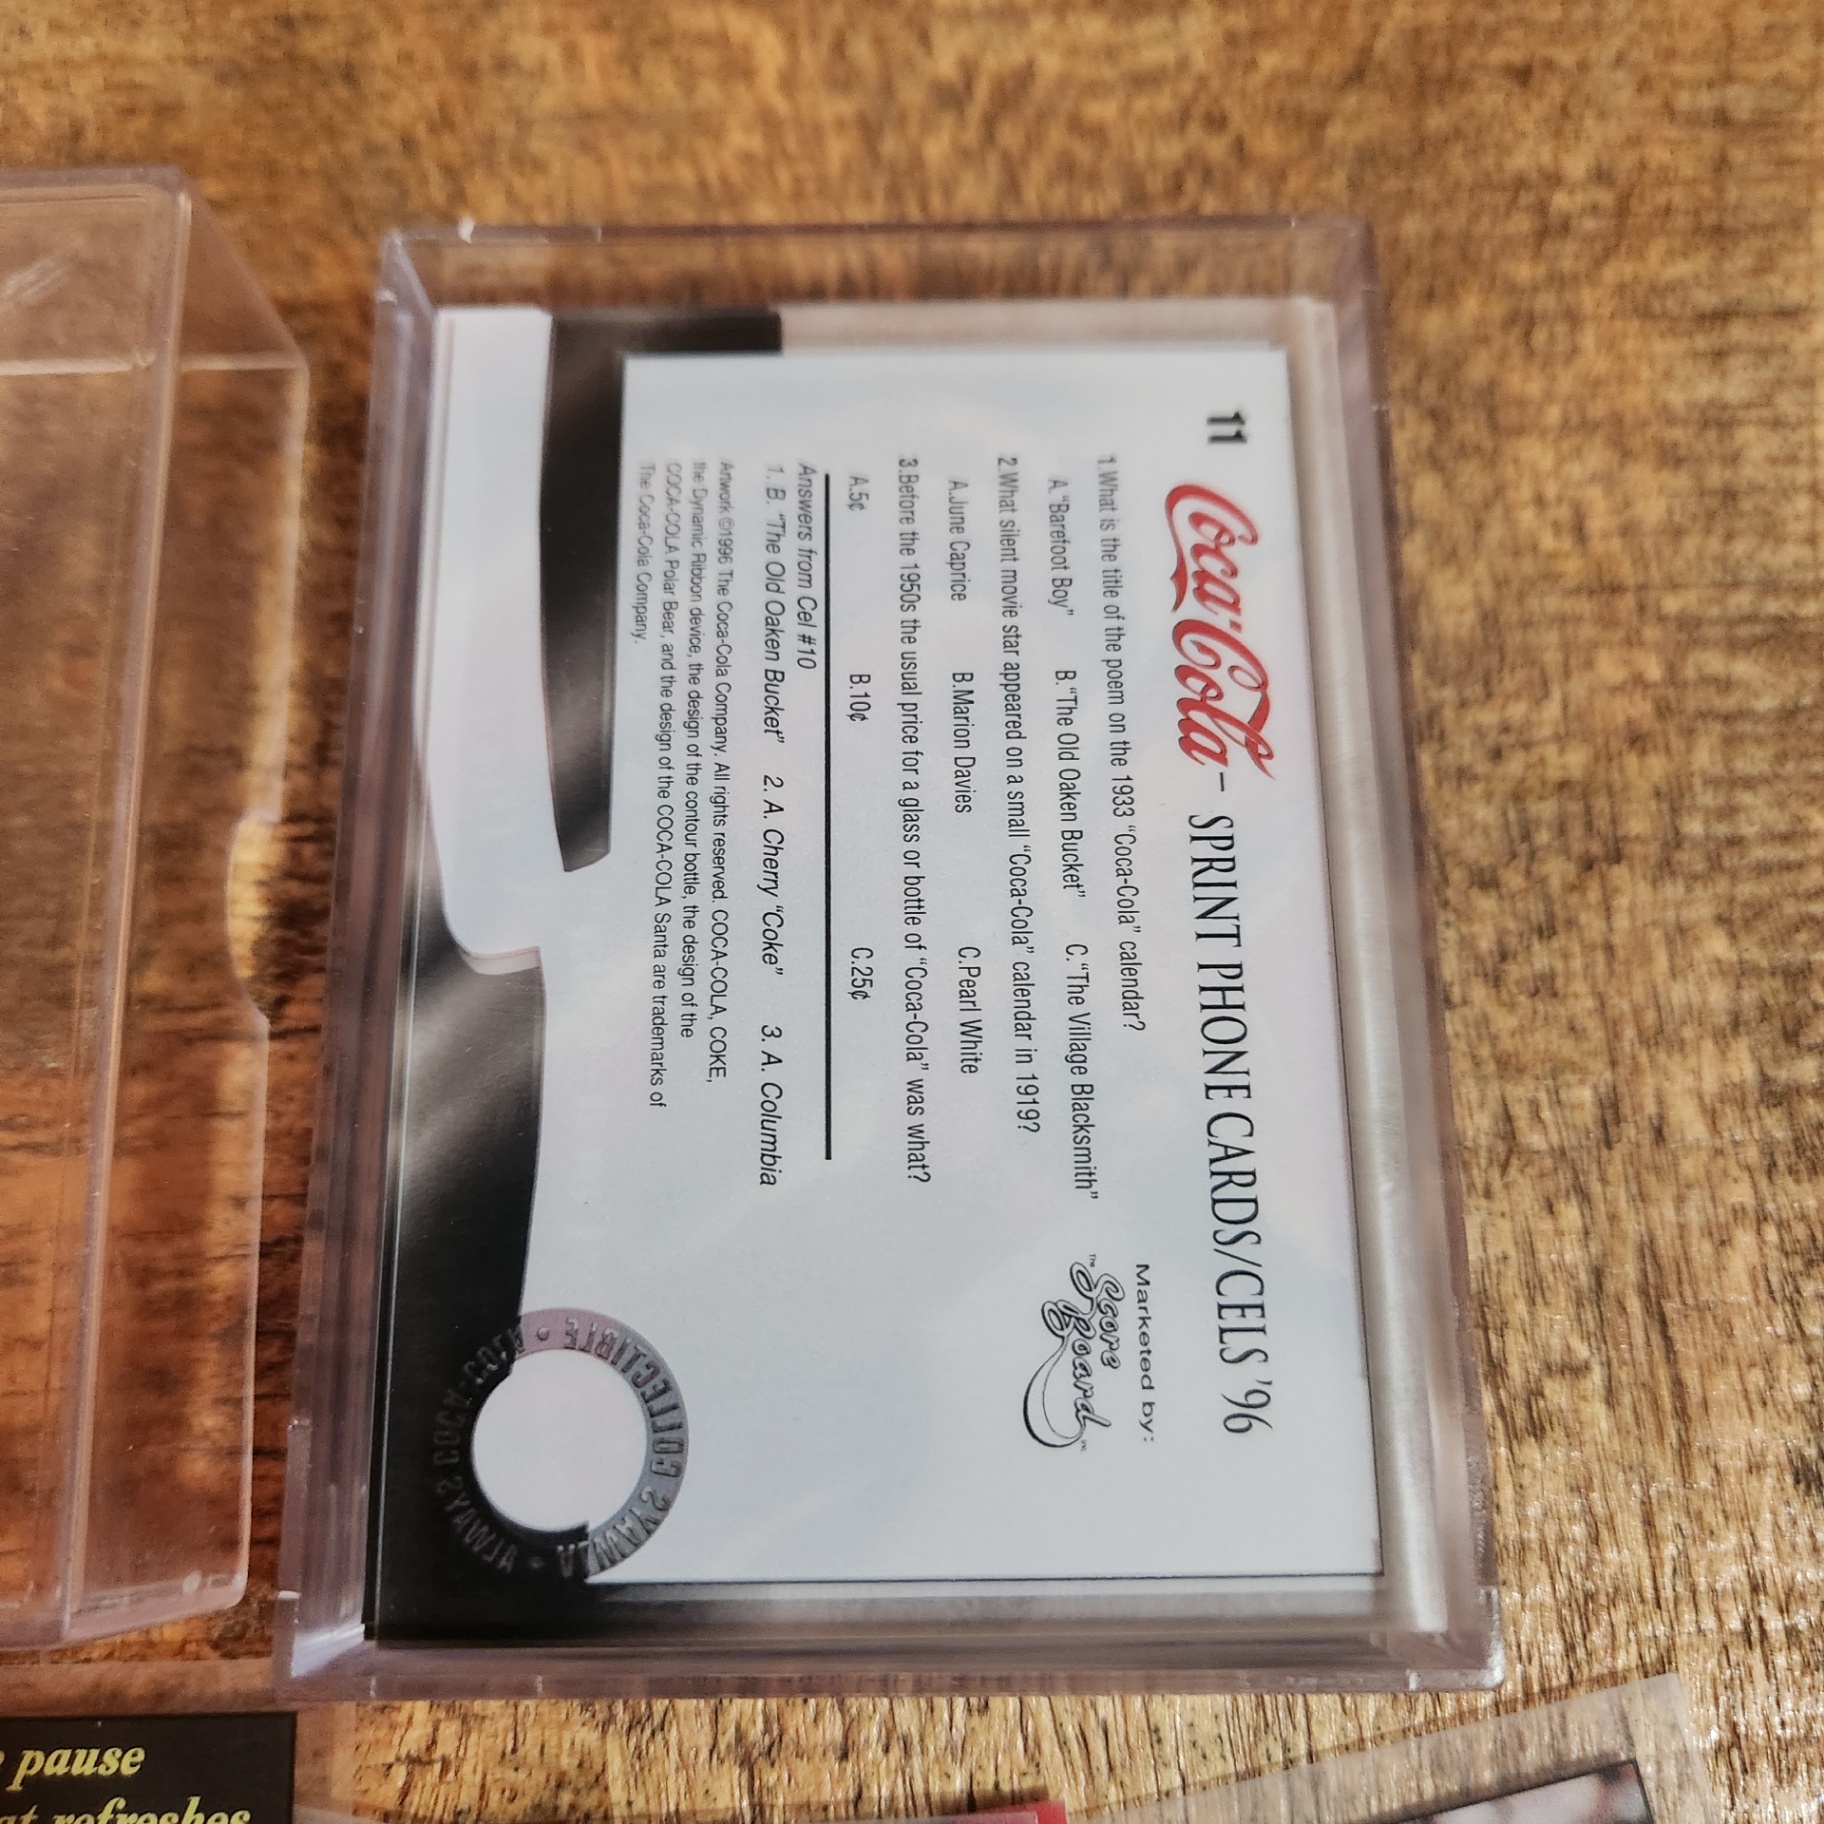 11 Coca-Cola – SPRINT PHONE CARDS/CELS '96
1.What is the title of the poem on the 1933 “Coca-Cola” calendar?
A.“Barefoot Boy” B.“The Old Oaken Bucket” C.“The Village Blacksmith”
2.What silent movie star appeared on a small “Coca-Cola” calendar in 1919?
A.June Caprice B.Marion Davies C.Pearl White
3.Before the 1950s the usual price for a glass or bottle of “Coca-Cola” was what?
A.5¢ B.10¢ C.25¢
Answers from Cel #10
1. B. “The Old Oaken Bucket” 2. A. Cherry “Coke” 3. A. Columbia
Artwork ©1996 The Coca-Cola Company. All rights reserved. COCA-COLA, COKE,
the Dynamic Ribbon device, the design of the contour bottle, the design of the
COCA-COLA Polar Bear, and the design of the COCA-COLA Santa are trademarks of
The Coca-Cola Company.
Marketed by:
™ Score
Board
COLLECTIBLE • ALWAYS COCA-COLA • ALWAYS
pause
refreshes